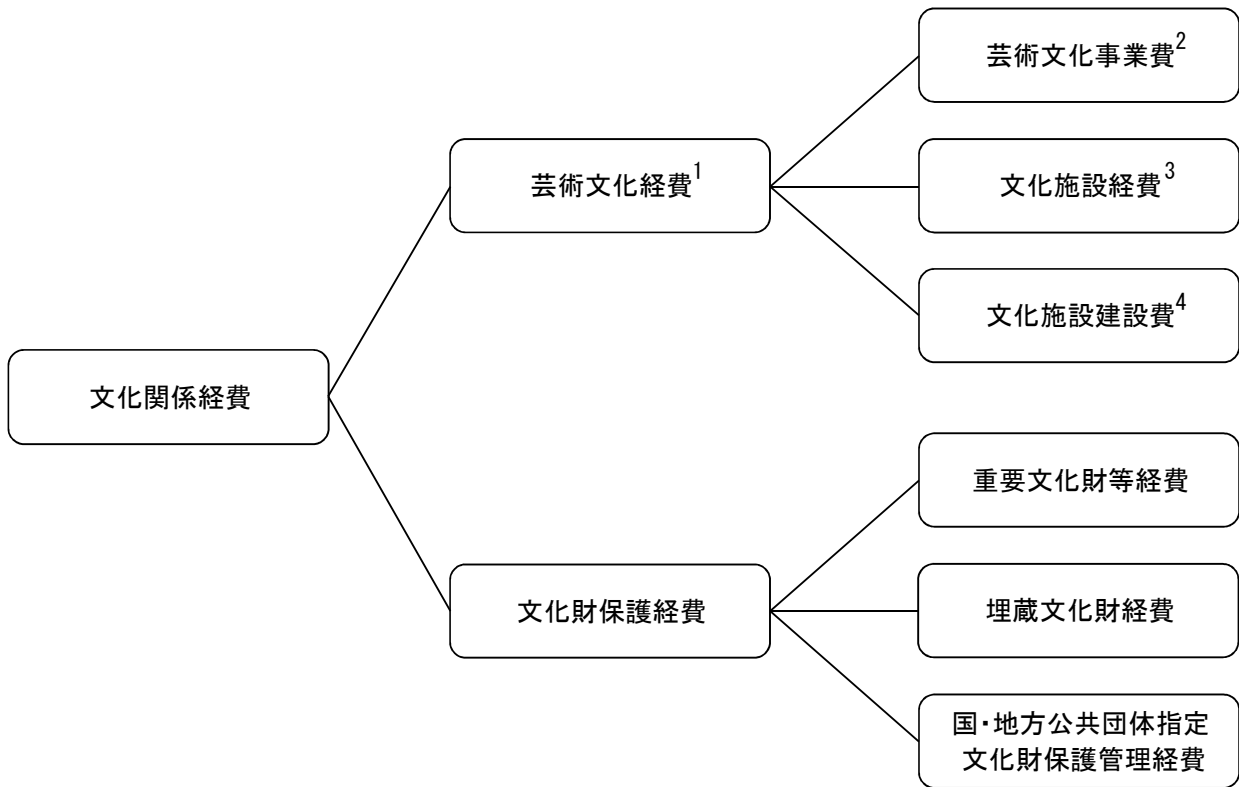 文化関係経費
芸術文化経費1
芸術文化事業費2
文化施設経費3
文化施設建設費4
文化財保護経費
重要文化財等経費
埋蔵文化財経費
国・地方公共団体指定
文化財保護管理経費